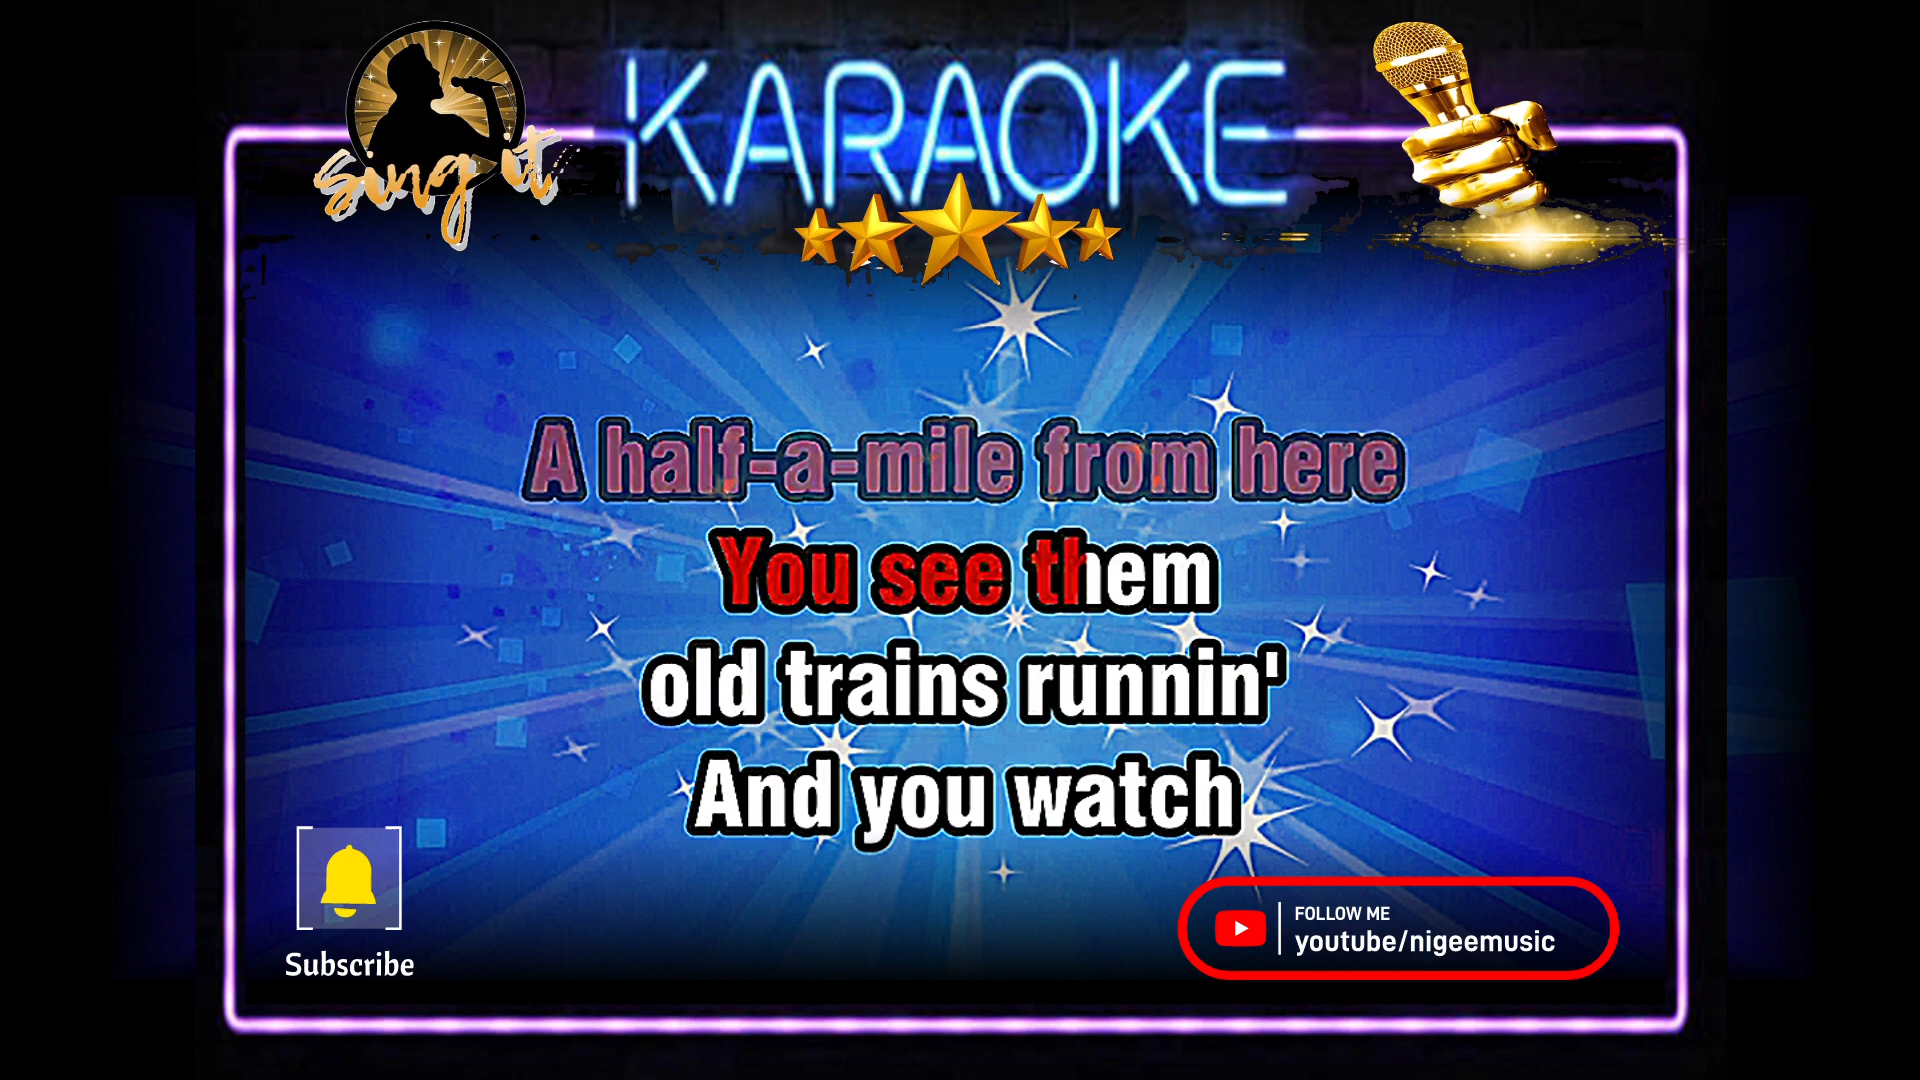 sing it
KARAOKE
A half-a-mile from here
You see them
old trains runnin'
And you watch
Subscribe
FOLLOW ME
youtube/nigeemusic